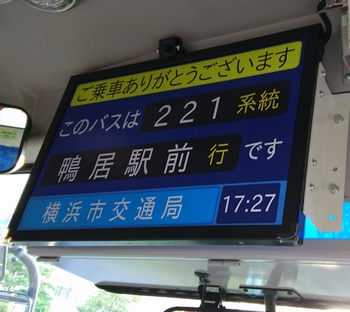 ご乗車ありがとうございます
このバスは 221 系統
鴨居駅前 行 です
横浜市交通局 17:27